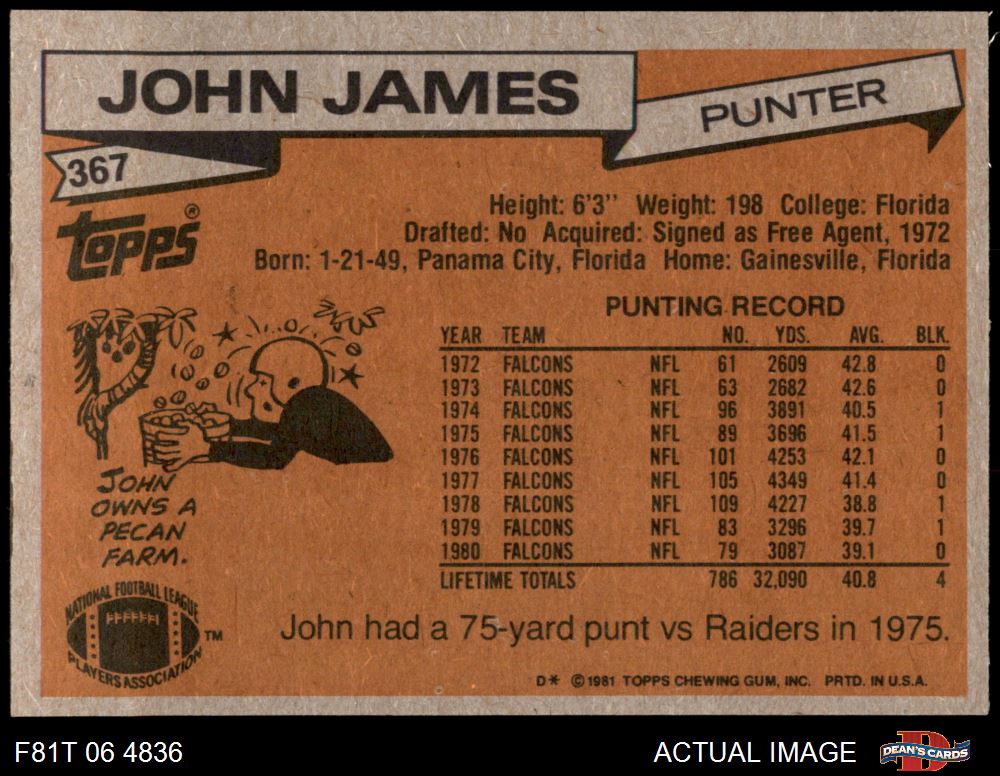 JOHN JAMES
PUNTER
367
topps®
Height: 6'3'' Weight: 198 College: Florida
Drafted: No Acquired: Signed as Free Agent, 1972
Born: 1-21-49, Panama City, Florida Home: Gainesville, Florida
PUNTING RECORD
YEAR TEAM NO. YDS. AVG. BLK.
1972 FALCONS NFL 61 2609 42.8 0
1973 FALCONS NFL 63 2682 42.6 0
1974 FALCONS NFL 96 3891 40.5 1
1975 FALCONS NFL 89 3696 41.5 1
1976 FALCONS NFL 101 4253 42.1 0
1977 FALCONS NFL 105 4349 41.4 0
1978 FALCONS NFL 109 4227 38.8 1
1979 FALCONS NFL 83 3296 39.7 1
1980 FALCONS NFL 79 3087 39.1 0
LIFETIME TOTALS 786 32,090 40.8 4
JOHN
OWNS A
PECAN
FARM.
NATIONAL FOOTBALL LEAGUE
PLAYERS ASSOCIATION
TM
John had a 75-yard punt vs Raiders in 1975.
D* ©1981 TOPPS CHEWING GUM, INC. PRTD. IN U.S.A.
F81T 06 4836
ACTUAL IMAGE
DEAN'S CARDS